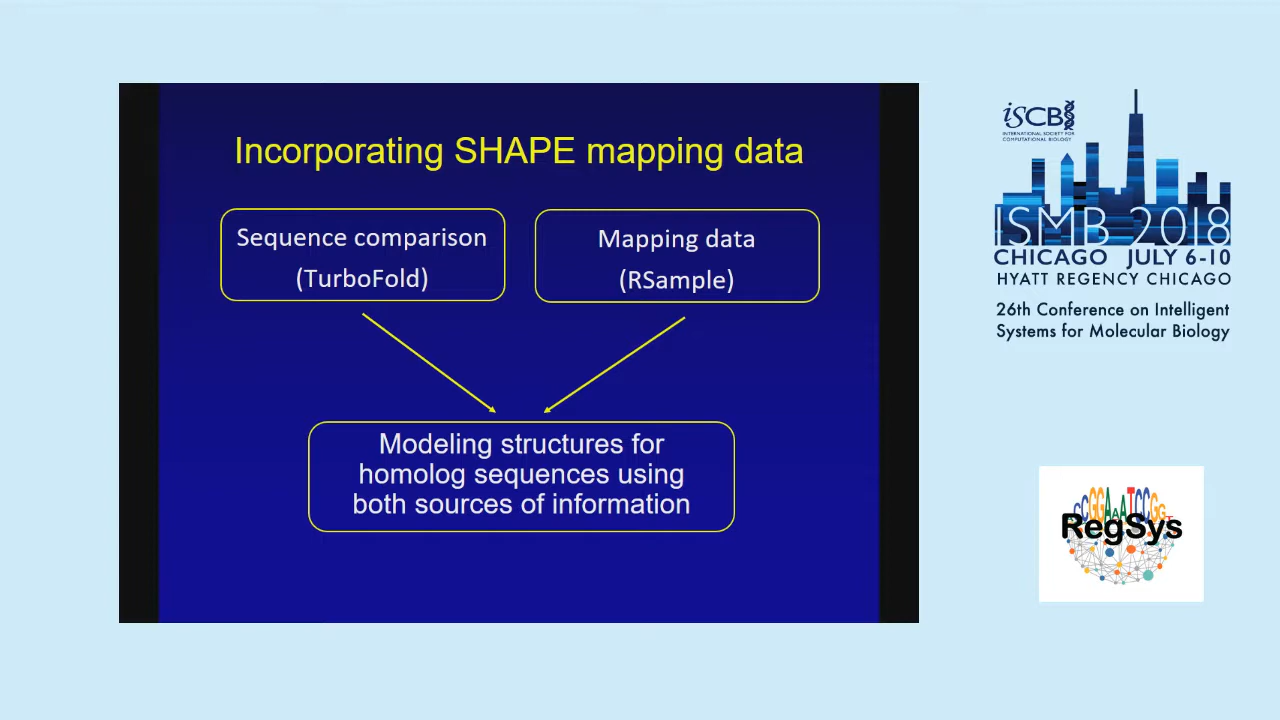 Incorporating SHAPE mapping data
Sequence comparison
(TurboFold)
Mapping data
(RSample)
Modeling structures for
homolog sequences using
both sources of information
iSCB
INTERNATIONAL SOCIETY FOR
COMPUTATIONAL BIOLOGY
ISMB 2018
CHICAGO JULY 6-10
HYATT REGENCY CHICAGO
26th Conference on Intelligent
Systems for Molecular Biology
RegSys